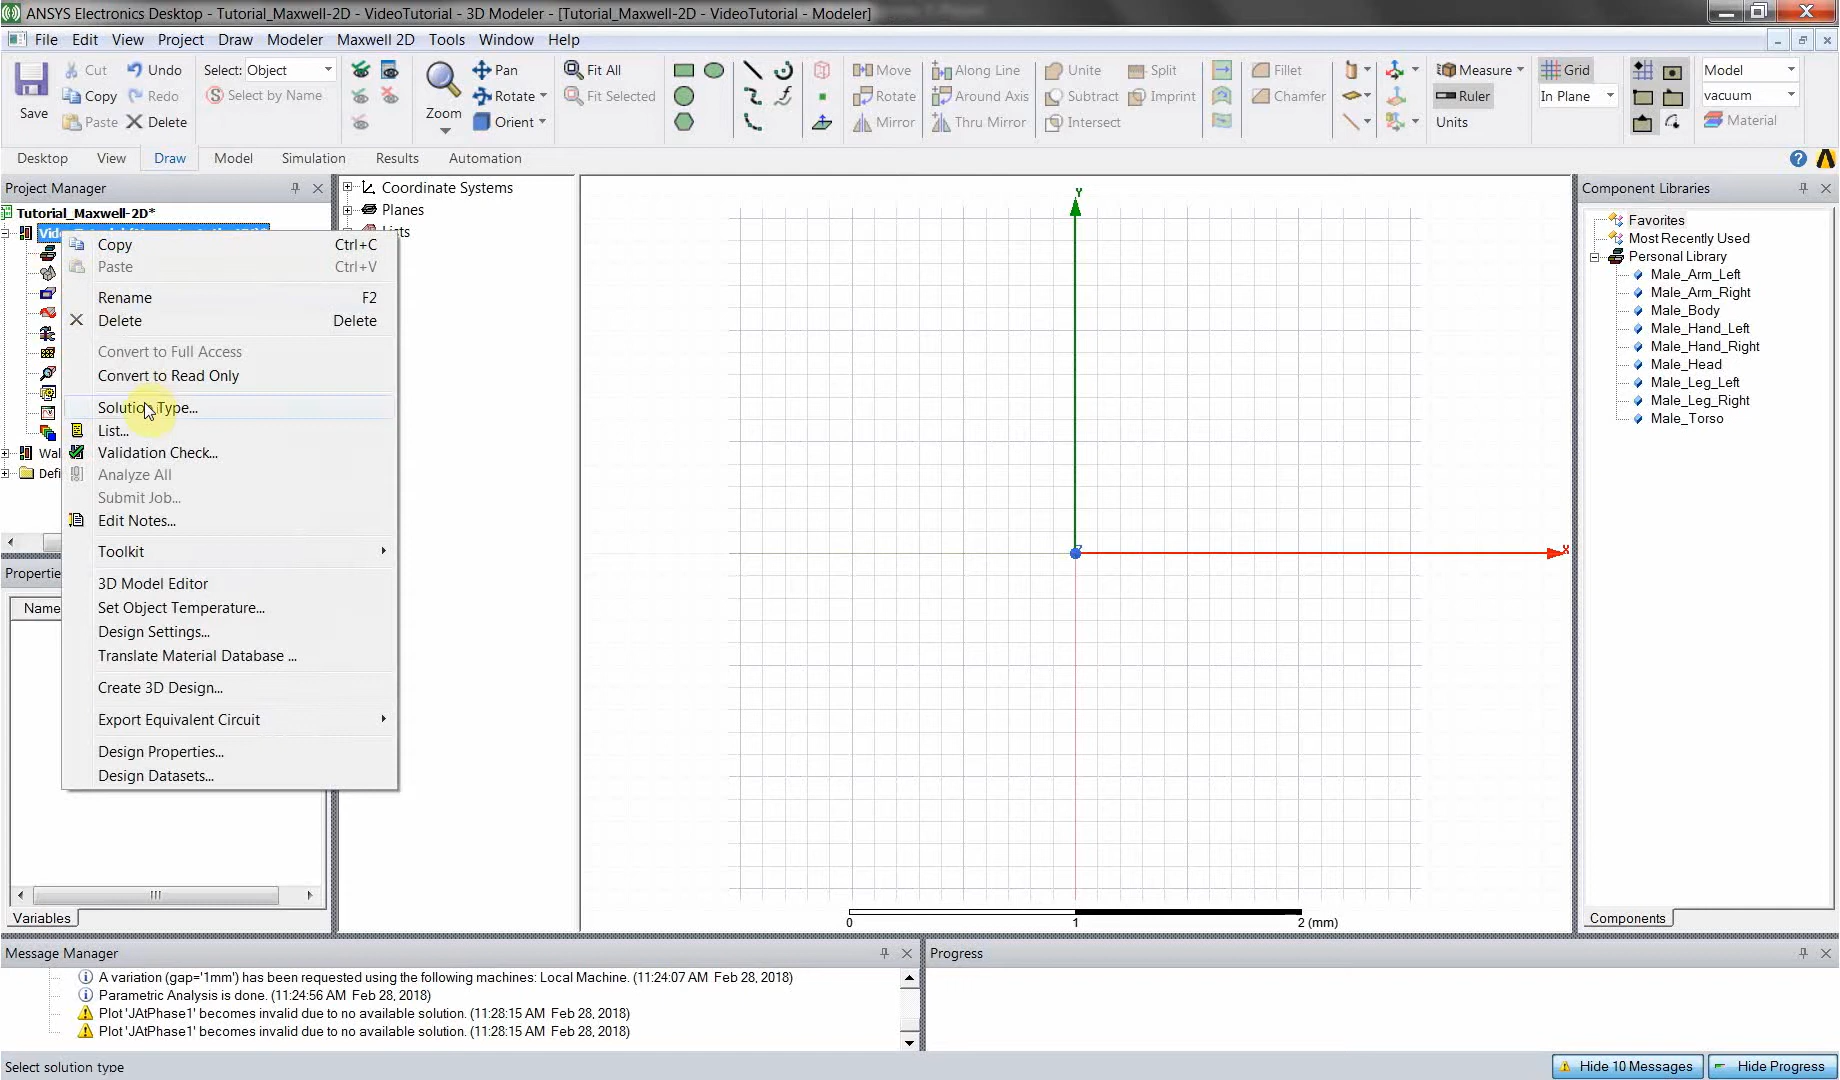 ANSYS Electronics Desktop - Tutorial_Maxwell-2D - VideoTutorial - 3D Modeler - [Tutorial_Maxwell-2D - VideoTutorial - Modeler]
File Edit View Project Draw Modeler Maxwell 2D Tools Window Help
Save
Cut Undo
Copy Redo
Paste Delete
Select: Object
Select by Name
Zoom
Pan
Rotate
Orient
Fit All
Fit Selected
Move Along Line
Rotate Around Axis
Mirror Thru Mirror
Unite Split
Subtract Imprint
Intersect
Fillet
Chamfer
Measure Grid
Ruler In Plane
Units
Model
vacuum
Material
Desktop View Draw Model Simulation Results Automation
Project Manager
Tutorial_Maxwell-2D*
Wal
Defi
Copy Ctrl+C
Paste Ctrl+V
Rename F2
Delete Delete
Convert to Full Access
Convert to Read Only
Solution Type...
List...
Validation Check...
Analyze All
Submit Job...
Edit Notes...
Toolkit
3D Model Editor
Set Object Temperature...
Design Settings...
Translate Material Database ...
Create 3D Design...
Export Equivalent Circuit
Design Properties...
Design Datasets...
Propertie
Name
Variables
Coordinate Systems
Planes
Lists
Y
X
Z
0 1 2 (mm)
Component Libraries
Favorites
Most Recently Used
Personal Library
Male_Arm_Left
Male_Arm_Right
Male_Body
Male_Hand_Left
Male_Hand_Right
Male_Head
Male_Leg_Left
Male_Leg_Right
Male_Torso
Components
Message Manager
A variation (gap='1mm') has been requested using the following machines: Local Machine. (11:24:07 AM Feb 28, 2018)
Parametric Analysis is done. (11:24:56 AM Feb 28, 2018)
Plot 'JAtPhase1' becomes invalid due to no available solution. (11:28:15 AM Feb 28, 2018)
Plot 'JAtPhase1' becomes invalid due to no available solution. (11:28:15 AM Feb 28, 2018)
Progress
Select solution type
Hide 10 Messages
Hide Progress